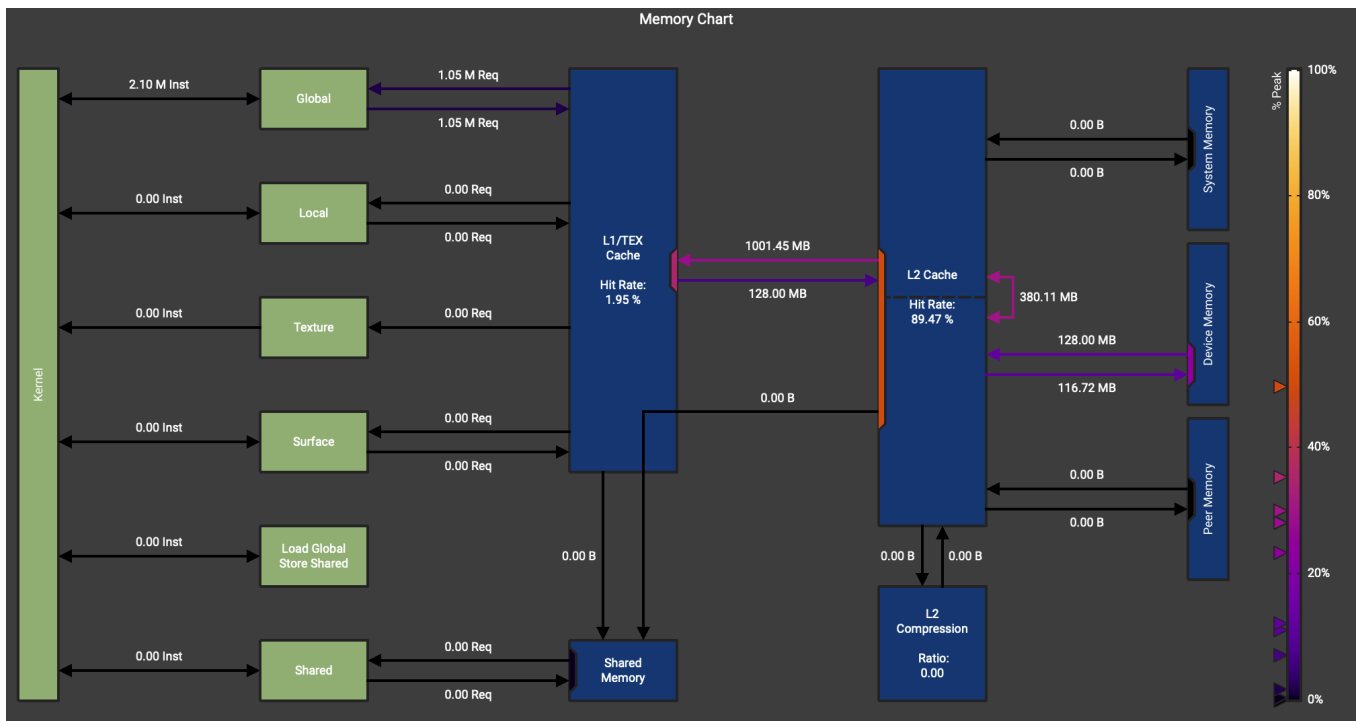 Memory Chart
Kernel
2.10 M Inst
Global
1.05 M Req
1.05 M Req
0.00 Inst
Local
0.00 Req
0.00 Req
0.00 Inst
Texture
0.00 Req
0.00 Inst
Surface
0.00 Req
0.00 Req
0.00 Inst
Load Global
Store Shared
0.00 Inst
Shared
0.00 Req
0.00 Req
L1/TEX
Cache
Hit Rate:
1.95 %
1001.45 MB
128.00 MB
0.00 B
0.00 B
Shared
Memory
L2 Cache
Hit Rate:
89.47 %
380.11 MB
0.00 B
0.00 B
L2
Compression
Ratio:
0.00
0.00 B
0.00 B
System Memory
128.00 MB
116.72 MB
Device Memory
0.00 B
0.00 B
Peer Memory
% Peak
100%
80%
60%
40%
20%
0%